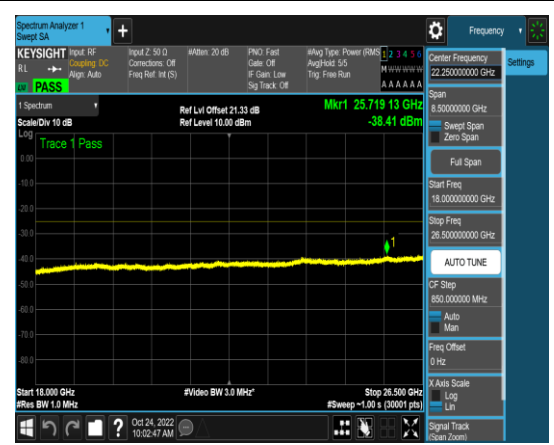 Spectrum Analyzer 1
Swept SA
+
Frequency
KEYSIGHT
RL
LXI
PASS
Input: RF
Coupling: DC
Align: Auto
Input Z: 50 Ω
Corrections: Off
Freq Ref: Int (S)
#Atten: 20 dB
PNO: Fast
Gate: Off
IF Gain: Low
Sig Track: Off
#Avg Type: Power (RMS
Avg|Hold: 5/5
Trig: Free Run
1 2 3 4 5 6
M W W W W W
A A A A A A
1 Spectrum
Scale/Div 10 dB
Ref Lvl Offset 21.33 dB
Ref Level 10.00 dBm
Mkr1 25.719 13 GHz
-38.41 dBm
Log
Trace 1 Pass
0.00
-10.0
-20.0
-30.0
-40.0
-50.0
-60.0
-70.0
-80.0
1
Start 18.000 GHz
#Res BW 1.0 MHz
#Video BW 3.0 MHz*
Stop 26.500 GHz
#Sweep ~1.00 s (30001 pts)
Oct 24, 2022
10:02:47 AM
?
Center Frequency
22.250000000 GHz
Span
8.50000000 GHz
Swept Span
Zero Span
Full Span
Start Freq
18.000000000 GHz
Stop Freq
26.500000000 GHz
AUTO TUNE
CF Step
850.000000 MHz
Auto
Man
Freq Offset
0 Hz
X Axis Scale
Log
Lin
Signal Track
(Span Zoom)
Settings